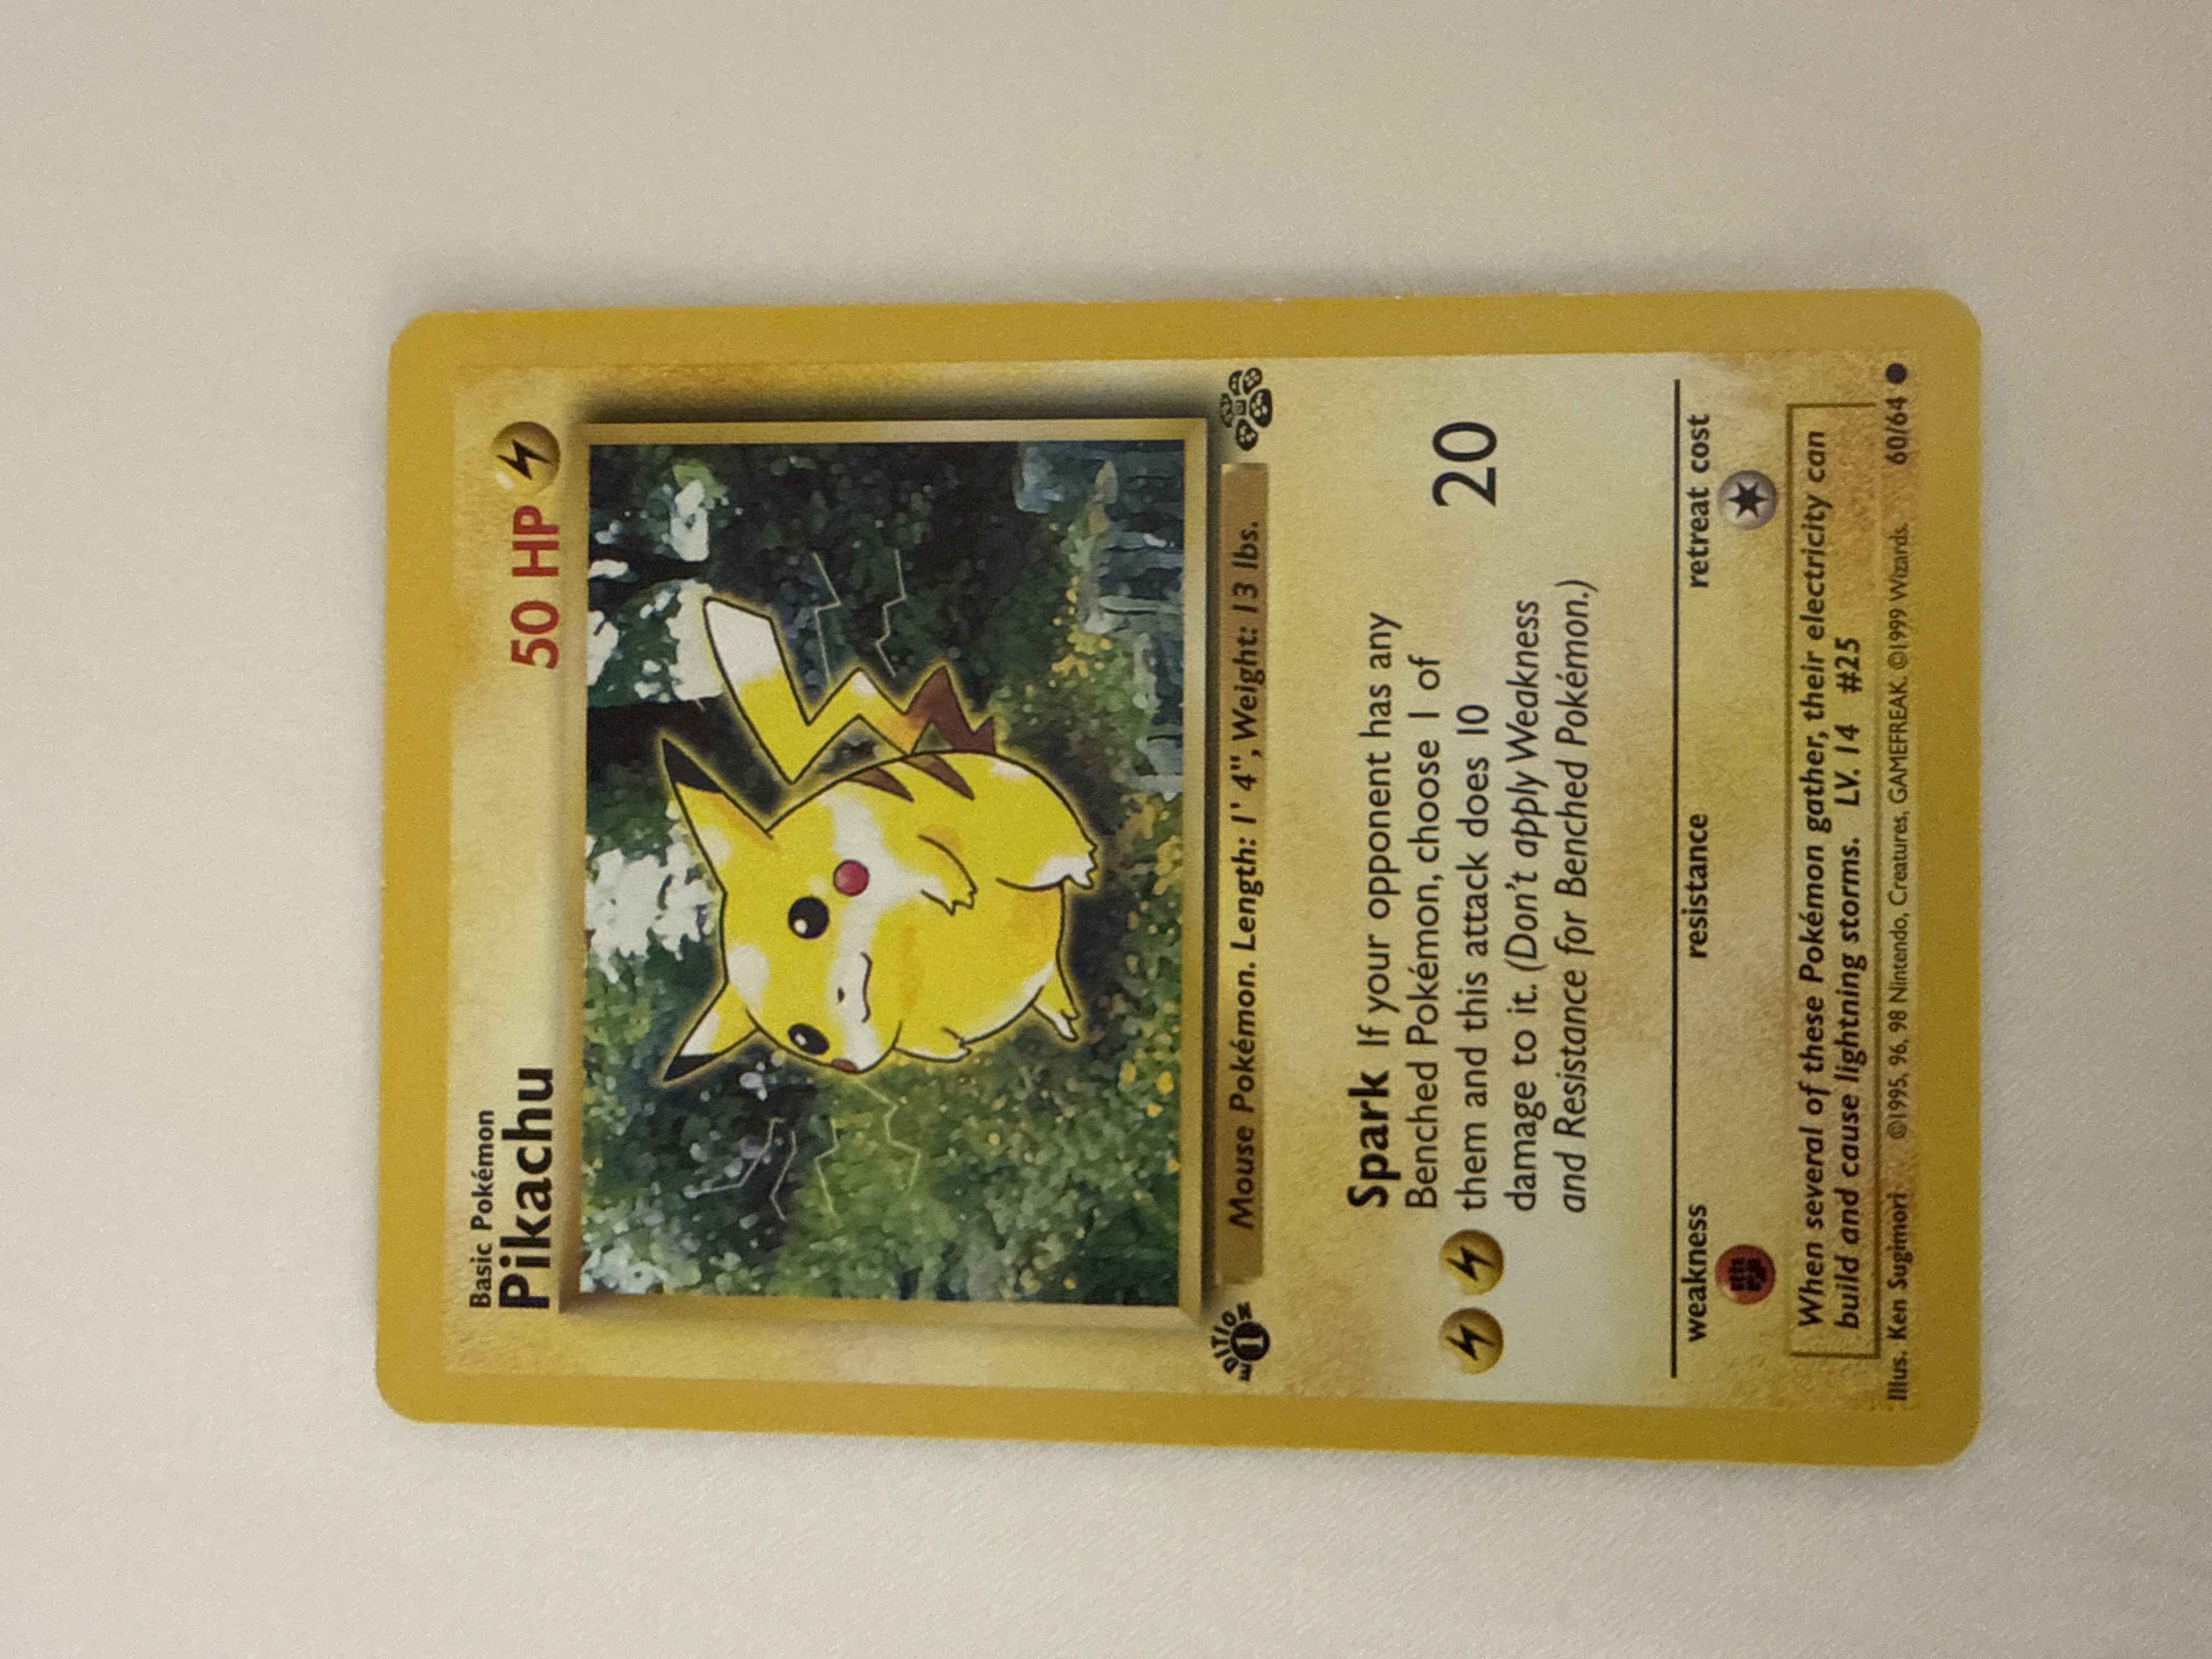 Basic Pokémon
Pikachu 50 HP
EDITION
1
Mouse Pokémon. Length: 1' 4", Weight: 13 lbs.
Spark If your opponent has any
Benched Pokémon, choose 1 of
them and this attack does 10
damage to it. (Don't apply Weakness
and Resistance for Benched Pokémon.)
20
weakness resistance retreat cost
When several of these Pokémon gather, their electricity can
build and cause lightning storms. LV. 14 #25
Illus. Ken Sugimori ©1995, 96, 98 Nintendo, Creatures, GAMEFREAK. ©1999 Wizards. 60/64